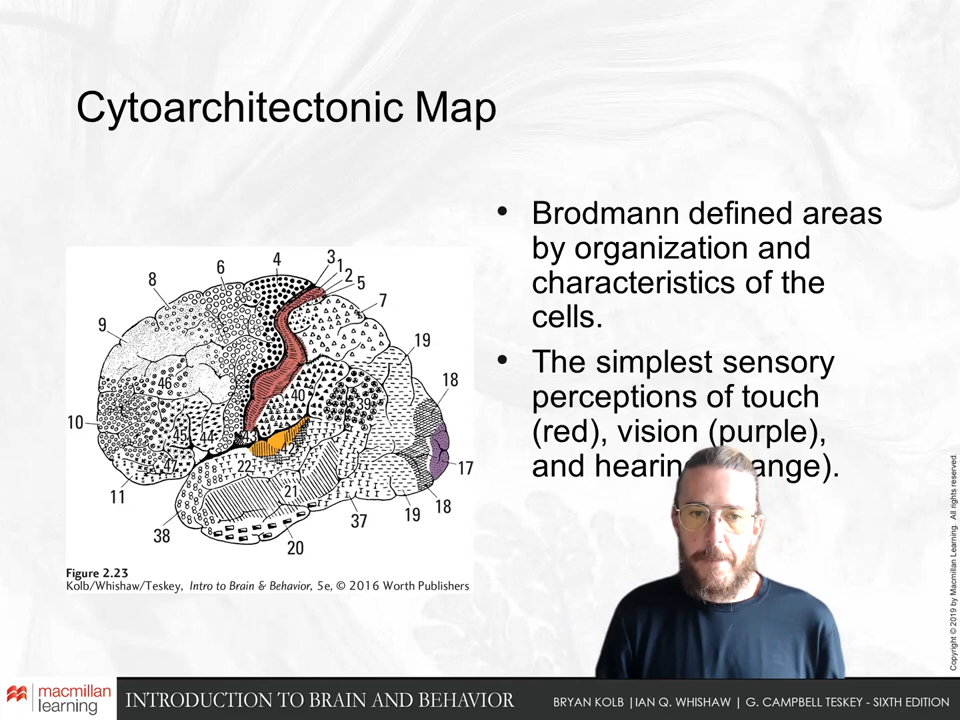 Cytoarchitectonic Map
• Brodmann defined areas
by organization and
characteristics of the
cells.
• The simplest sensory
perceptions of touch
(red), vision (purple),
and hearin ange).
8
6
4
3
1
2
5
7
9
19
18
46
40
10
45
44
43
42
47
22
17
11
21
38
20
37
19
18
Figure 2.23
Kolb/Whishaw/Teskey, Intro to Brain & Behavior, 5e, © 2016 Worth Publishers
Copyright © 2019 by Macmillan Learning. All rights reserved.
macmillan
learning
INTRODUCTION TO BRAIN AND BEHAVIOR
BRYAN KOLB |IAN Q. WHISHAW | G. CAMPBELL TESKEY - SIXTH EDITION